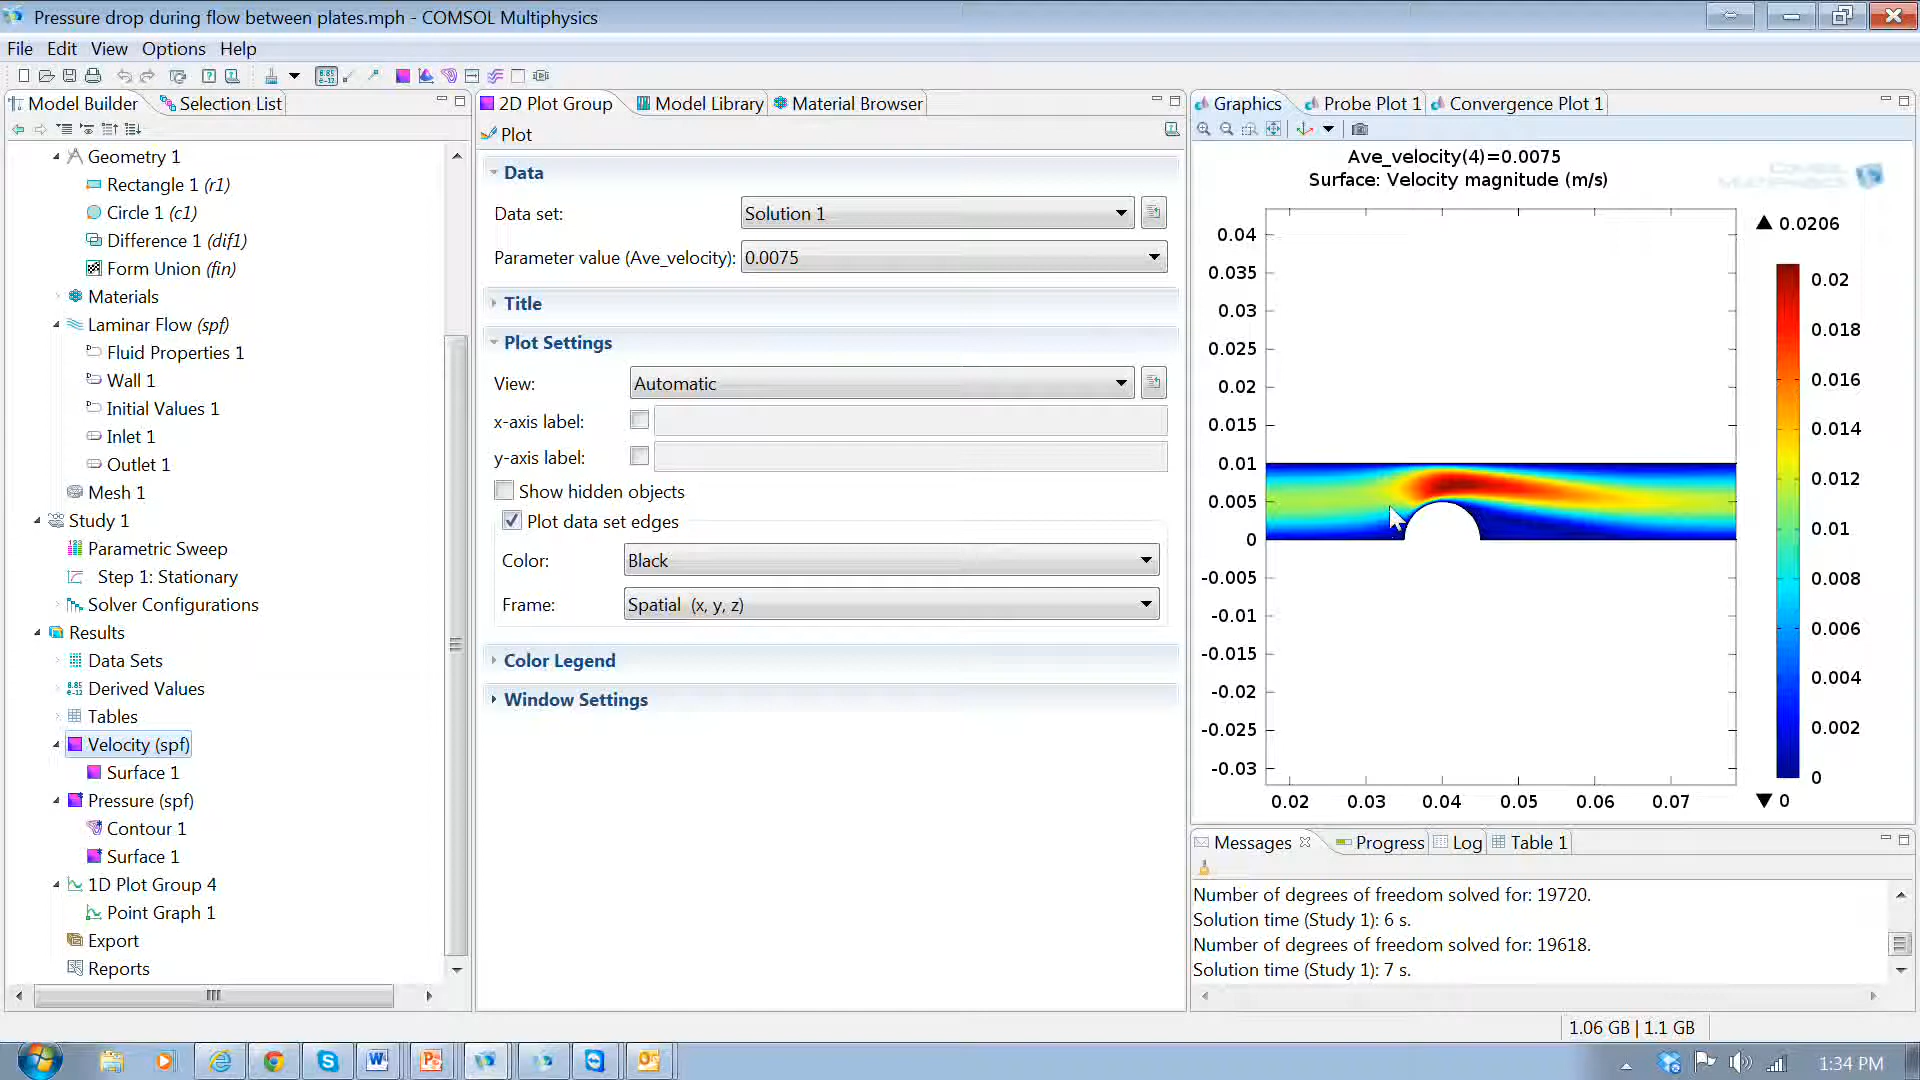 Pressure drop during flow between plates.mph - COMSOL Multiphysics
File Edit View Options Help
Model Builder Selection List
Geometry 1
Rectangle 1 (r1)
Circle 1 (c1)
Difference 1 (dif1)
Form Union (fin)
Materials
Laminar Flow (spf)
Fluid Properties 1
Wall 1
Initial Values 1
Inlet 1
Outlet 1
Mesh 1
Study 1
Parametric Sweep
Step 1: Stationary
Solver Configurations
Results
Data Sets
Derived Values
Tables
Velocity (spf)
Surface 1
Pressure (spf)
Contour 1
Surface 1
1D Plot Group 4
Point Graph 1
Export
Reports
2D Plot Group Model Library Material Browser
Plot
Data
Data set: Solution 1
Parameter value (Ave_velocity): 0.0075
Title
Plot Settings
View: Automatic
x-axis label:
y-axis label:
Show hidden objects
Plot data set edges
Color: Black
Frame: Spatial (x, y, z)
Color Legend
Window Settings
Graphics Probe Plot 1 Convergence Plot 1
Ave_velocity(4)=0.0075
Surface: Velocity magnitude (m/s)
COMSOL
MULTIPHYSICS
0.04
0.035
0.03
0.025
0.02
0.015
0.01
0.005
0
-0.005
-0.01
-0.015
-0.02
-0.025
-0.03
0.02 0.03 0.04 0.05 0.06 0.07
0.0206
0.02
0.018
0.016
0.014
0.012
0.01
0.008
0.006
0.004
0.002
0
0
Messages Progress Log Table 1
Number of degrees of freedom solved for: 19720.
Solution time (Study 1): 6 s.
Number of degrees of freedom solved for: 19618.
Solution time (Study 1): 7 s.
1.06 GB | 1.1 GB
1:34 PM